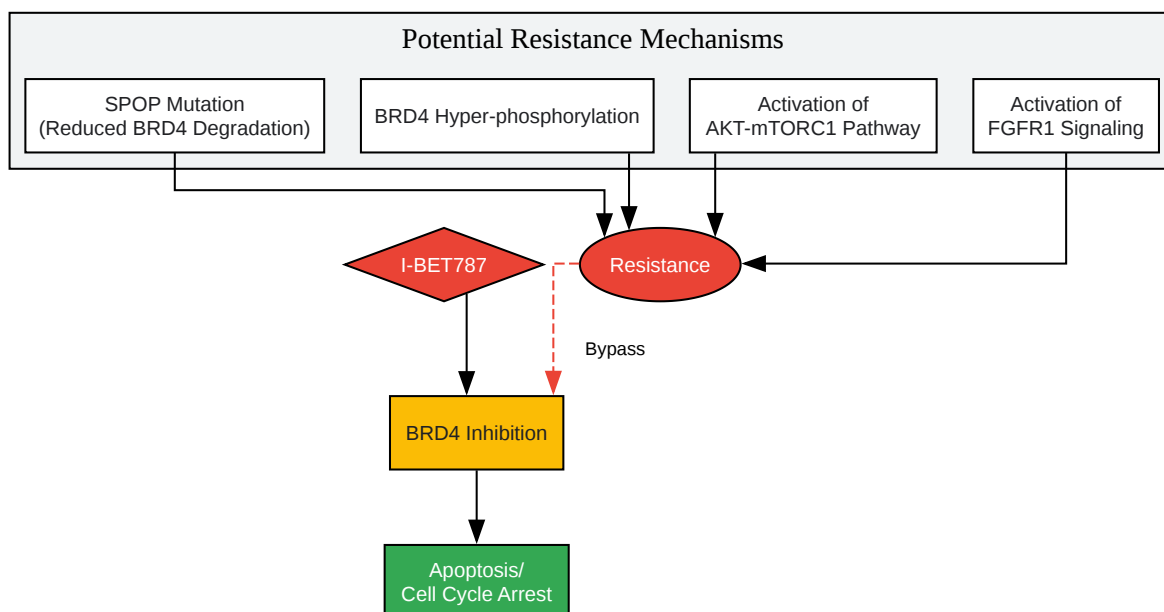 Potential Resistance Mechanisms
SPOP Mutation
(Reduced BRD4 Degradation)
BRD4 Hyper-phosphorylation
Activation of
AKT-mTORC1 Pathway
Activation of
FGFR1 Signaling
I-BET787
Resistance
Bypass
BRD4 Inhibition
Apoptosis/
Cell Cycle Arrest